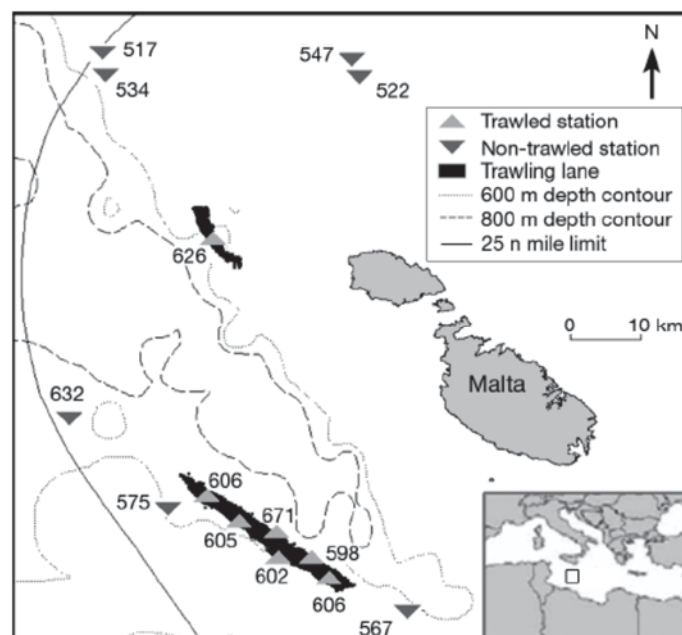 517
534
547
522
N
Trawled station
Non-trawled station
Trawling lane
600 m depth contour
800 m depth contour
25 n mile limit
626
0 10 km
Malta
632
606
575
671
605
598
602
606
567